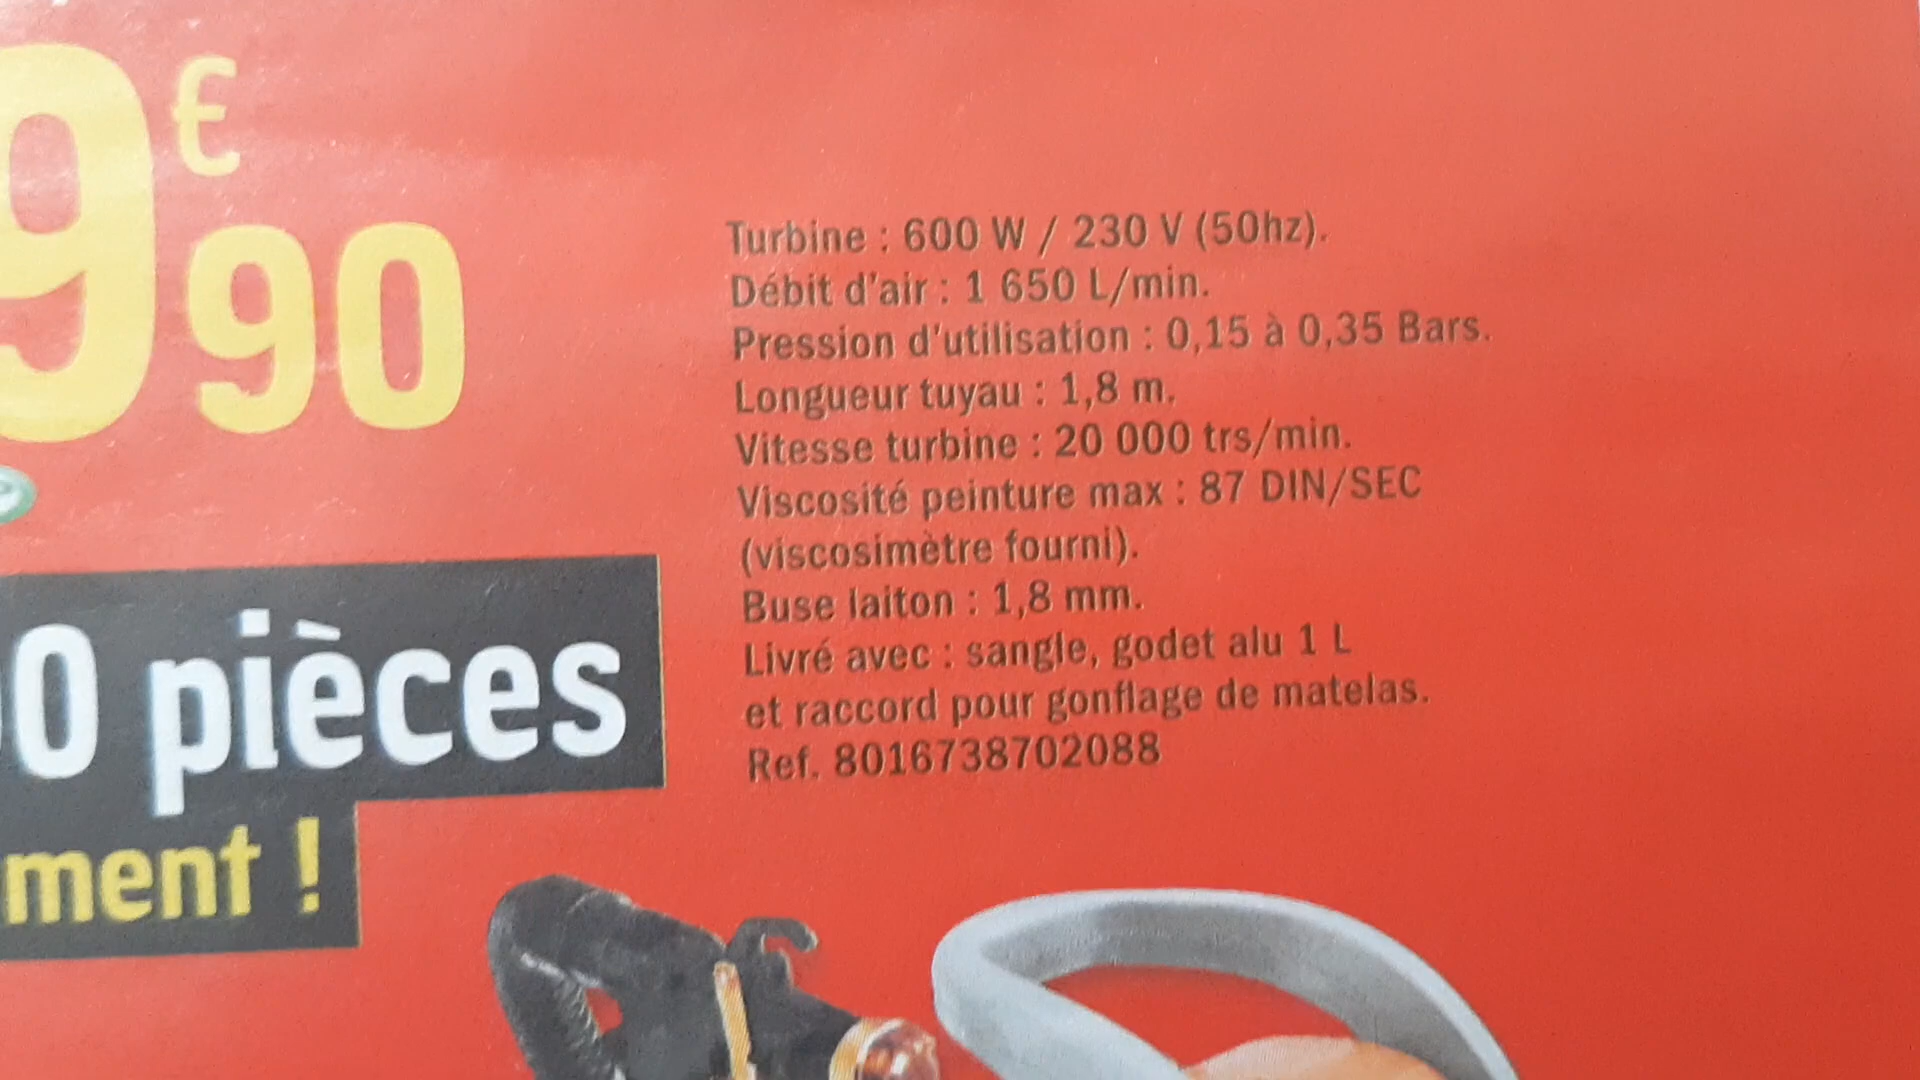 9€90
Turbine : 600 W / 230 V (50hz).
Débit d'air : 1 650 L/min.
Pression d'utilisation : 0,15 à 0,35 Bars.
Longueur tuyau : 1,8 m.
Vitesse turbine : 20 000 trs/min.
Viscosité peinture max : 87 DIN/SEC
(viscosimètre fourni).
Buse laiton : 1,8 mm.
Livré avec : sangle, godet alu 1 L
et raccord pour gonflage de matelas.
Ref. 8016738702088
0 pièces
ment !